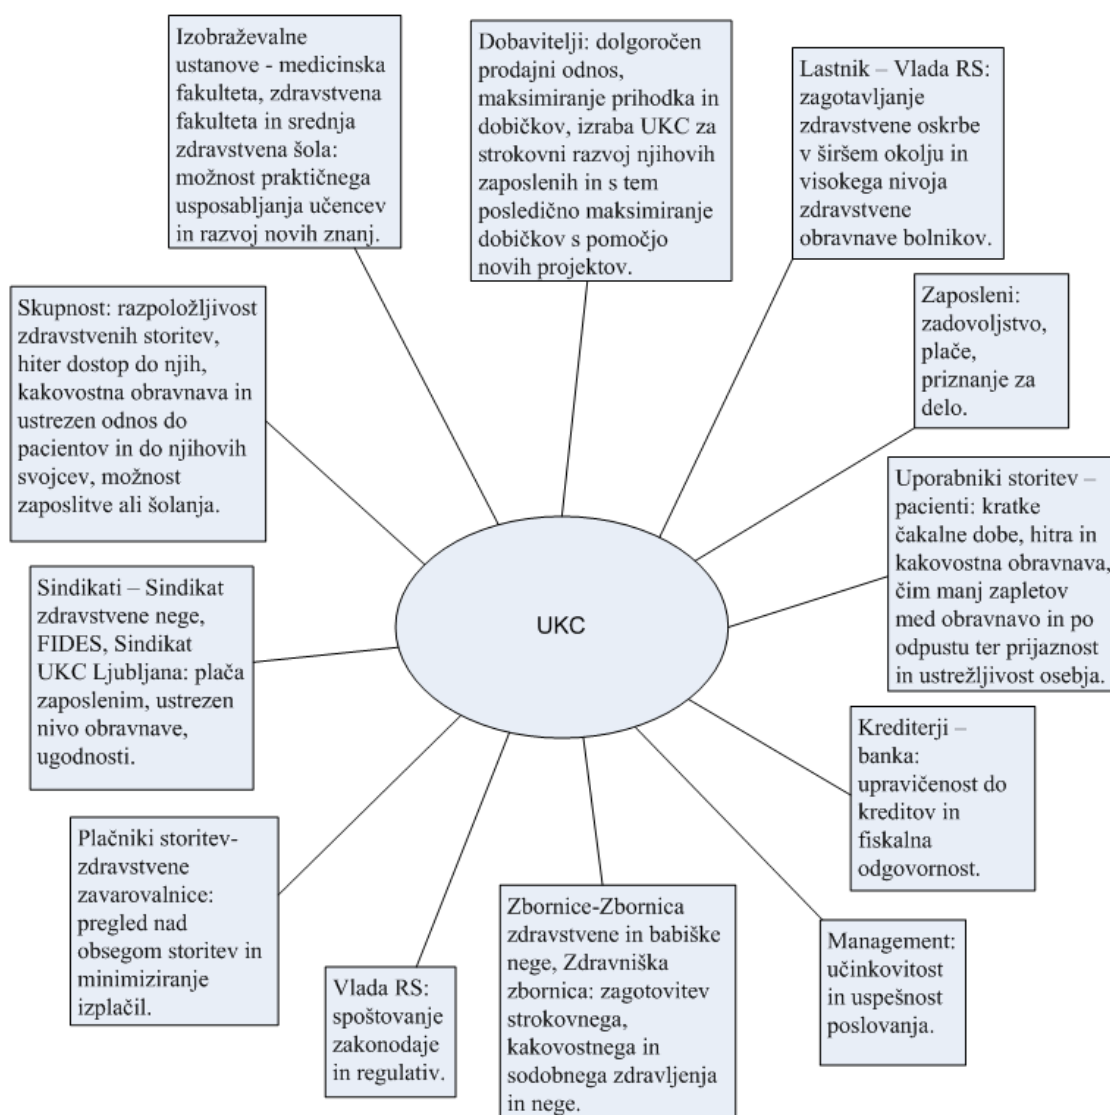 Izobraževalne
ustanove - medicinska
fakulteta, zdravstvena
fakulteta in srednja
zdravstvena šola:
možnost praktičnega
usposabljanja učencev
in razvoj novih znanj.
Dobavitelji: dolgoročen
prodajni odnos,
maksimiranje prihodka in
dobičkov, izraba UKC za
strokovni razvoj njihovih
zaposlenih in s tem
posledično maksimiranje
dobičkov s pomočjo
novih projektov.
Lastnik – Vlada RS:
zagotavljanje
zdravstvene oskrbe
v širšem okolju in
visokega nivoja
zdravstvene
obravnave bolnikov.
Skupnost: razpoložljivost
zdravstvenih storitev,
hiter dostop do njih,
kakovostna obravnava in
ustrezen odnos do
pacientov in do njihovih
svojcev, možnost
zaposlitve ali šolanja.
Zaposleni:
zadovoljstvo,
plače,
priznanje za
delo.
Uporabniki storitev –
pacienti: kratke
čakalne dobe, hitra in
kakovostna obravnava,
čim manj zapletov
med obravnavo in po
odpustu ter prijaznost
in ustrežljivost osebja.
Sindikati – Sindikat
zdravstvene nege,
FIDES, Sindikat
UKC Ljubljana: plača
zaposlenim, ustrezen
nivo obravnave,
ugodnosti.
UKC
Krediterji –
banka:
upravičenost do
kreditov in
fiskalna
odgovornost.
Plačniki storitev-
zdravstvene
zavarovalnice:
pregled nad
obsegom storitev in
minimiziranje
izplačil.
Vlada RS:
spoštovanje
zakonodaje
in regulativ.
Zbornice-Zbornica
zdravstvene in babiške
nege, Zdravniška
zbornica: zagotovitev
strokovnega,
kakovostnega in
sodobnega zdravljenja
in nege.
Management:
učinkovitost
in uspešnost
poslovanja.